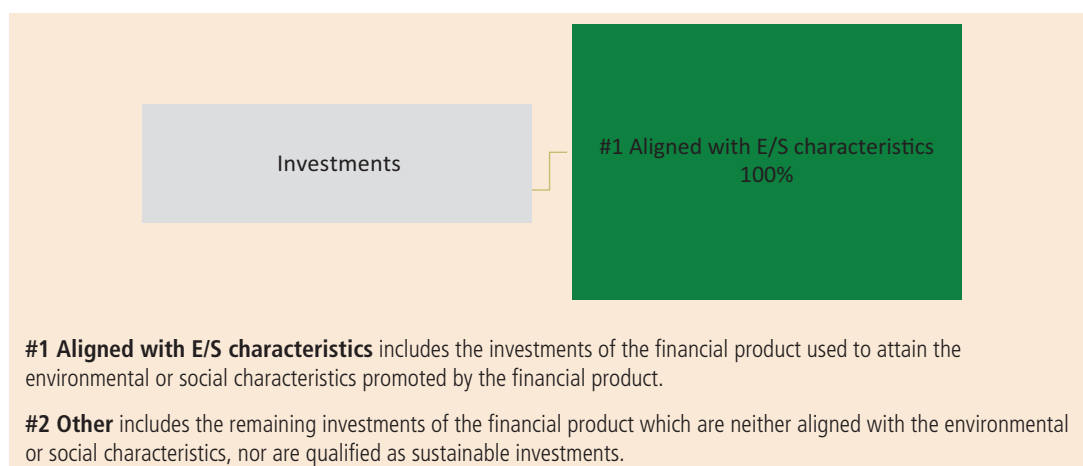 Investments
#1 Aligned with E/S characteristics
100%
#1 Aligned with E/S characteristics includes the investments of the financial product used to attain the
environmental or social characteristics promoted by the financial product.
#2 Other includes the remaining investments of the financial product which are neither aligned with the environmental
or social characteristics, nor are qualified as sustainable investments.